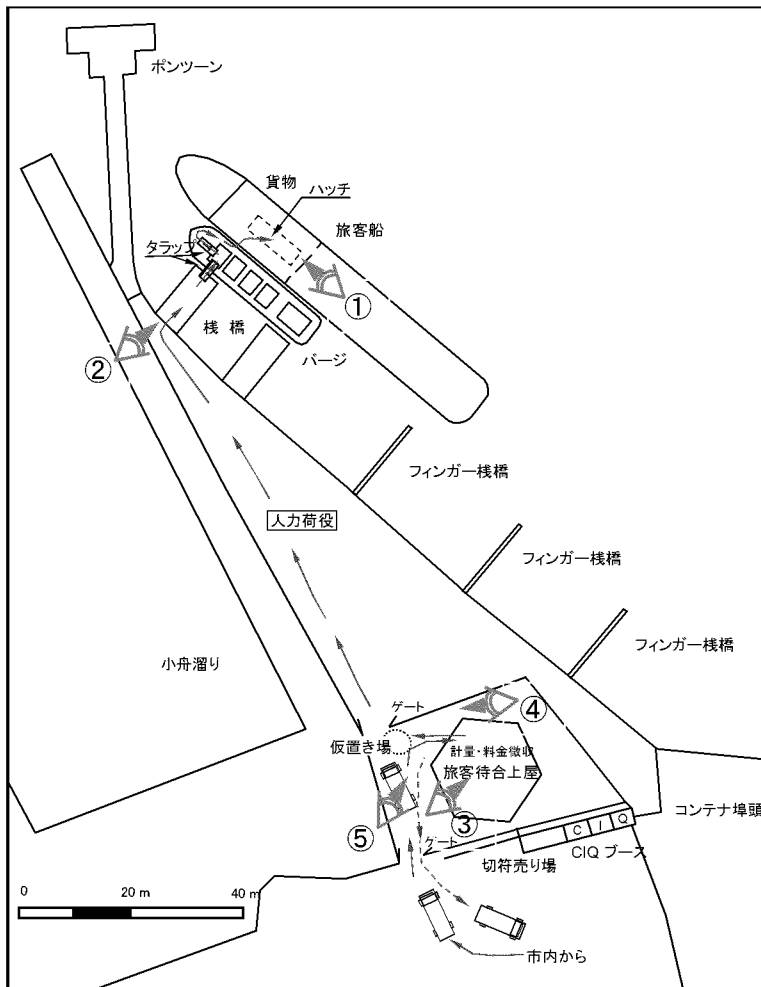 ポンツーン
貨物
ハッチ
旅客船
タラップ
①
桟橋
②
バージ
フィンガー桟橋
人力荷役
フィンガー桟橋
フィンガー桟橋
小舟溜り
ゲート
④
仮置き場
計量・料金徴収
旅客待合上屋
コンテナ埠頭
⑤
③
ゲート
C I Q
切符売り場
CIQ ブース
0 20 m 40 m
市内から